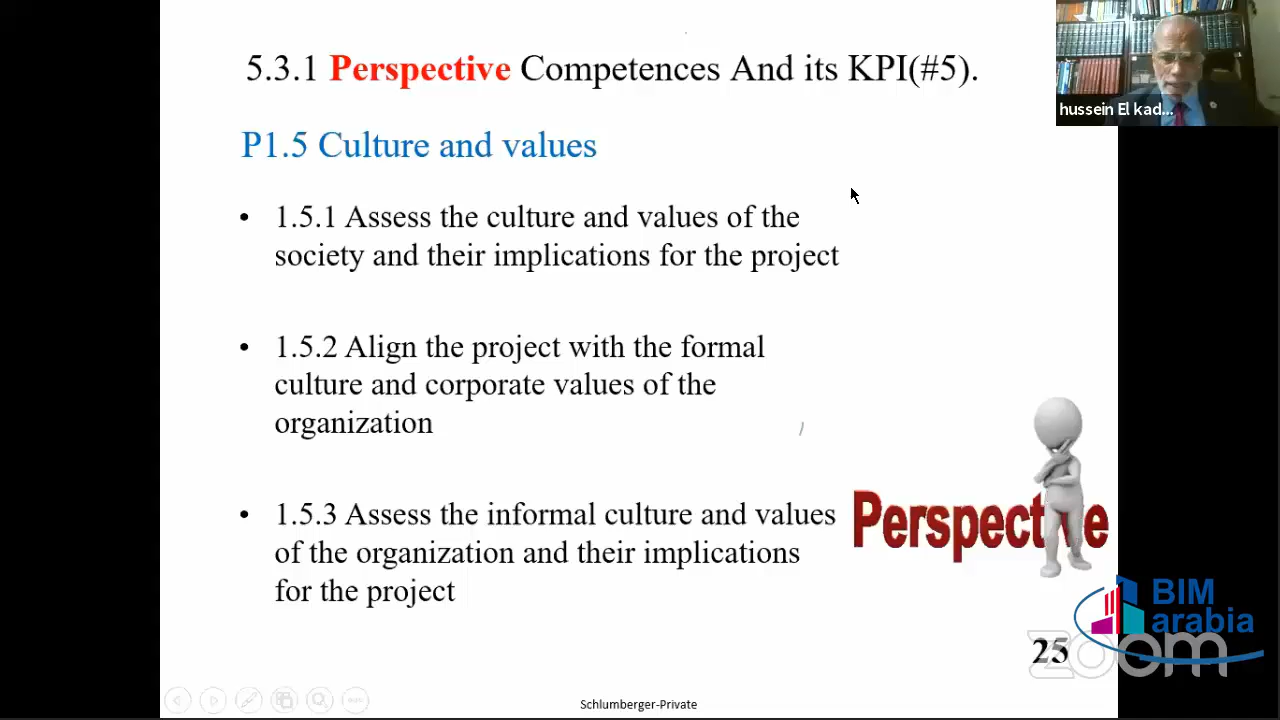 5.3.1 Perspective Competences And its KPI(#5).
hussein El kad...
P1.5 Culture and values
• 1.5.1 Assess the culture and values of the
society and their implications for the project
• 1.5.2 Align the project with the formal
culture and corporate values of the
organization
• 1.5.3 Assess the informal culture and values
of the organization and their implications
for the project
Perspective
BIM
arabia
25
zoom
Schlumberger-Private